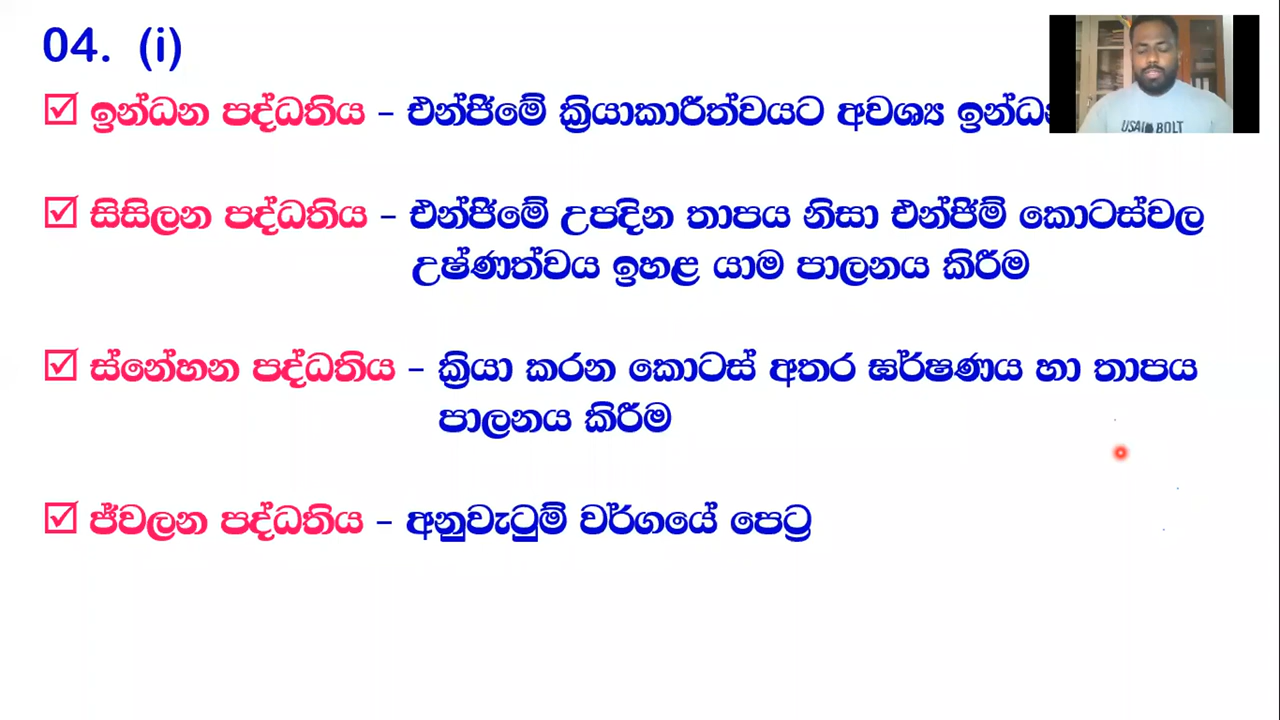 04. (i)
☑ ඉන්ධන පද්ධතිය – එන්ජිමේ ක්‍රියාකාරීත්වයට අවශ්‍ය
☑ සිසිලන පද්ධතිය – එන්ජිමේ උපදින තාපය නිසා එන්ජිම් කොටස්වල
උෂ්ණත්වය ඉහළ යාම පාලනය කිරීම
☑ ස්නේහන පද්ධතිය – ක්‍රියා කරන කොටස් අතර ඝර්ෂණය හා තාපය
පාලනය කිරීම
☑ ජ්වලන පද්ධතිය – අනුවැටුම් වර්ගයේ පෙට්‍ර
USAIN BOLT